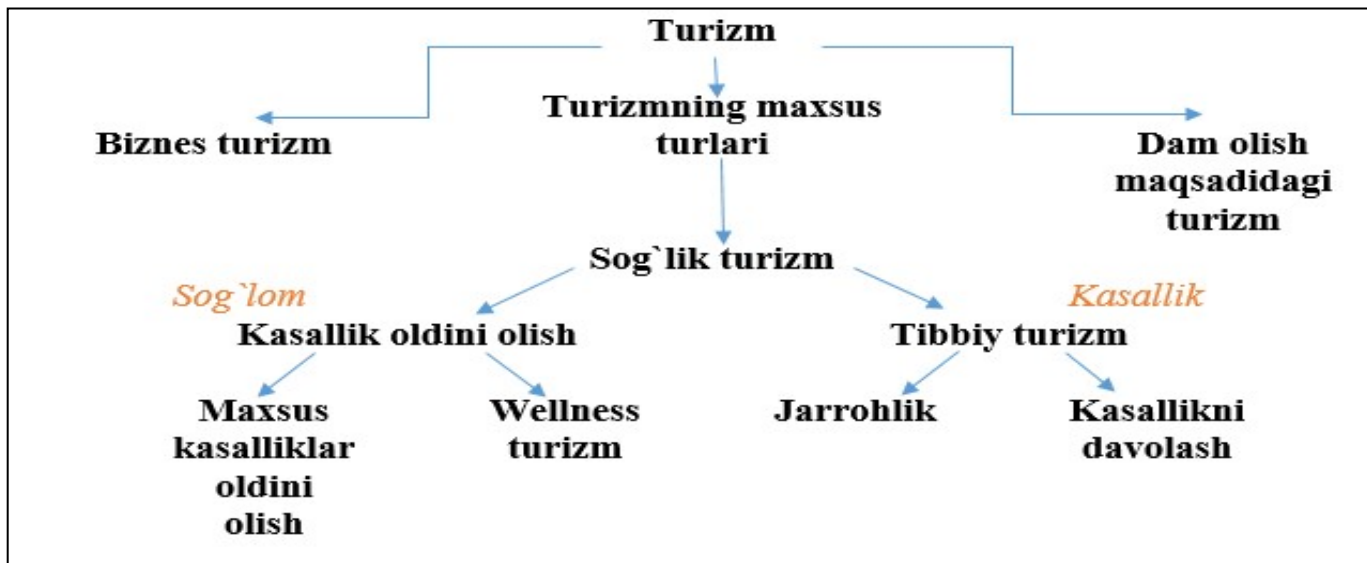 Turizm
Biznes turizm
Turizmning maxsus
turlari
Dam olish
maqsadidagi
turizm
Sog`lik turizm
Sog`lom
Kasallik oldini olish
Kasallik
Tibbiy turizm
Maxsus
kasalliklar
oldini
olish
Wellness
turizm
Jarrohlik
Kasallikni
davolash